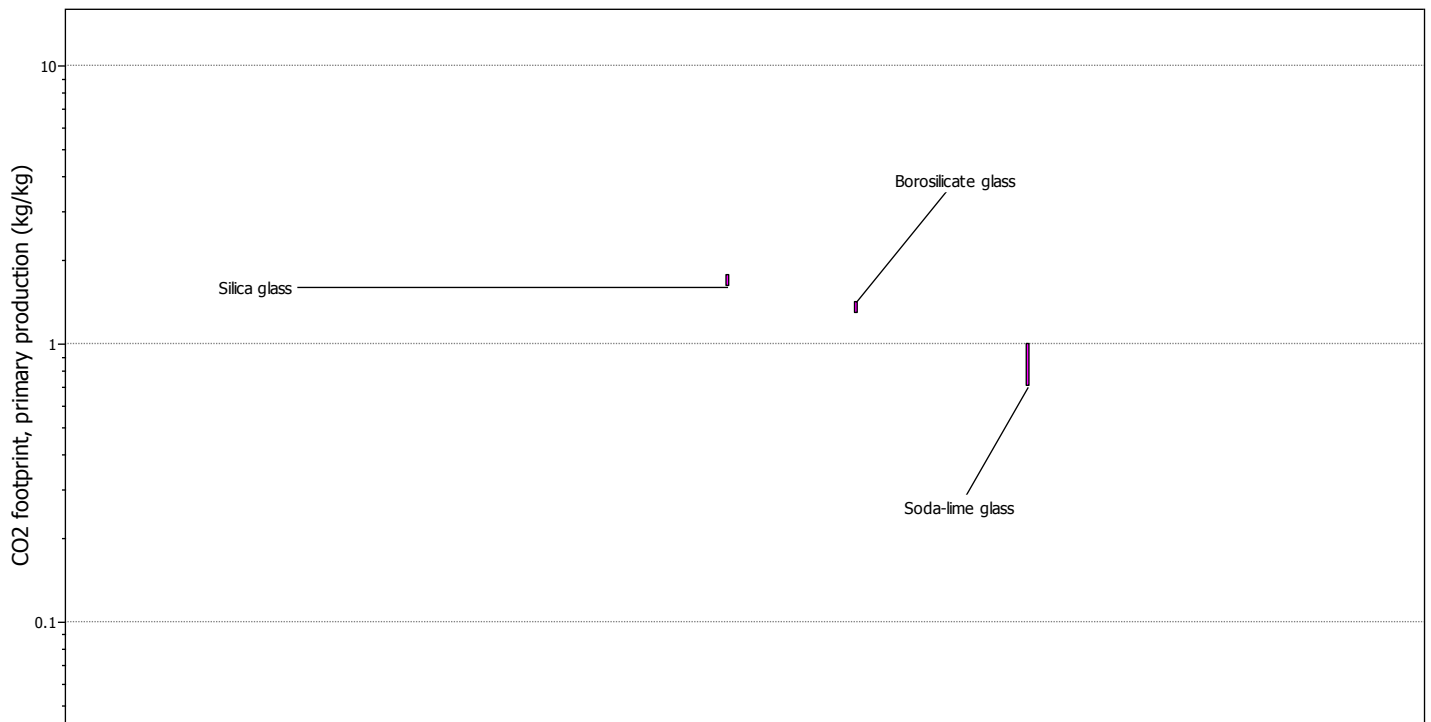 CO2 footprint, primary production (kg/kg)
10
Borosilicate glass
Silica glass
1
Soda-lime glass
0.1